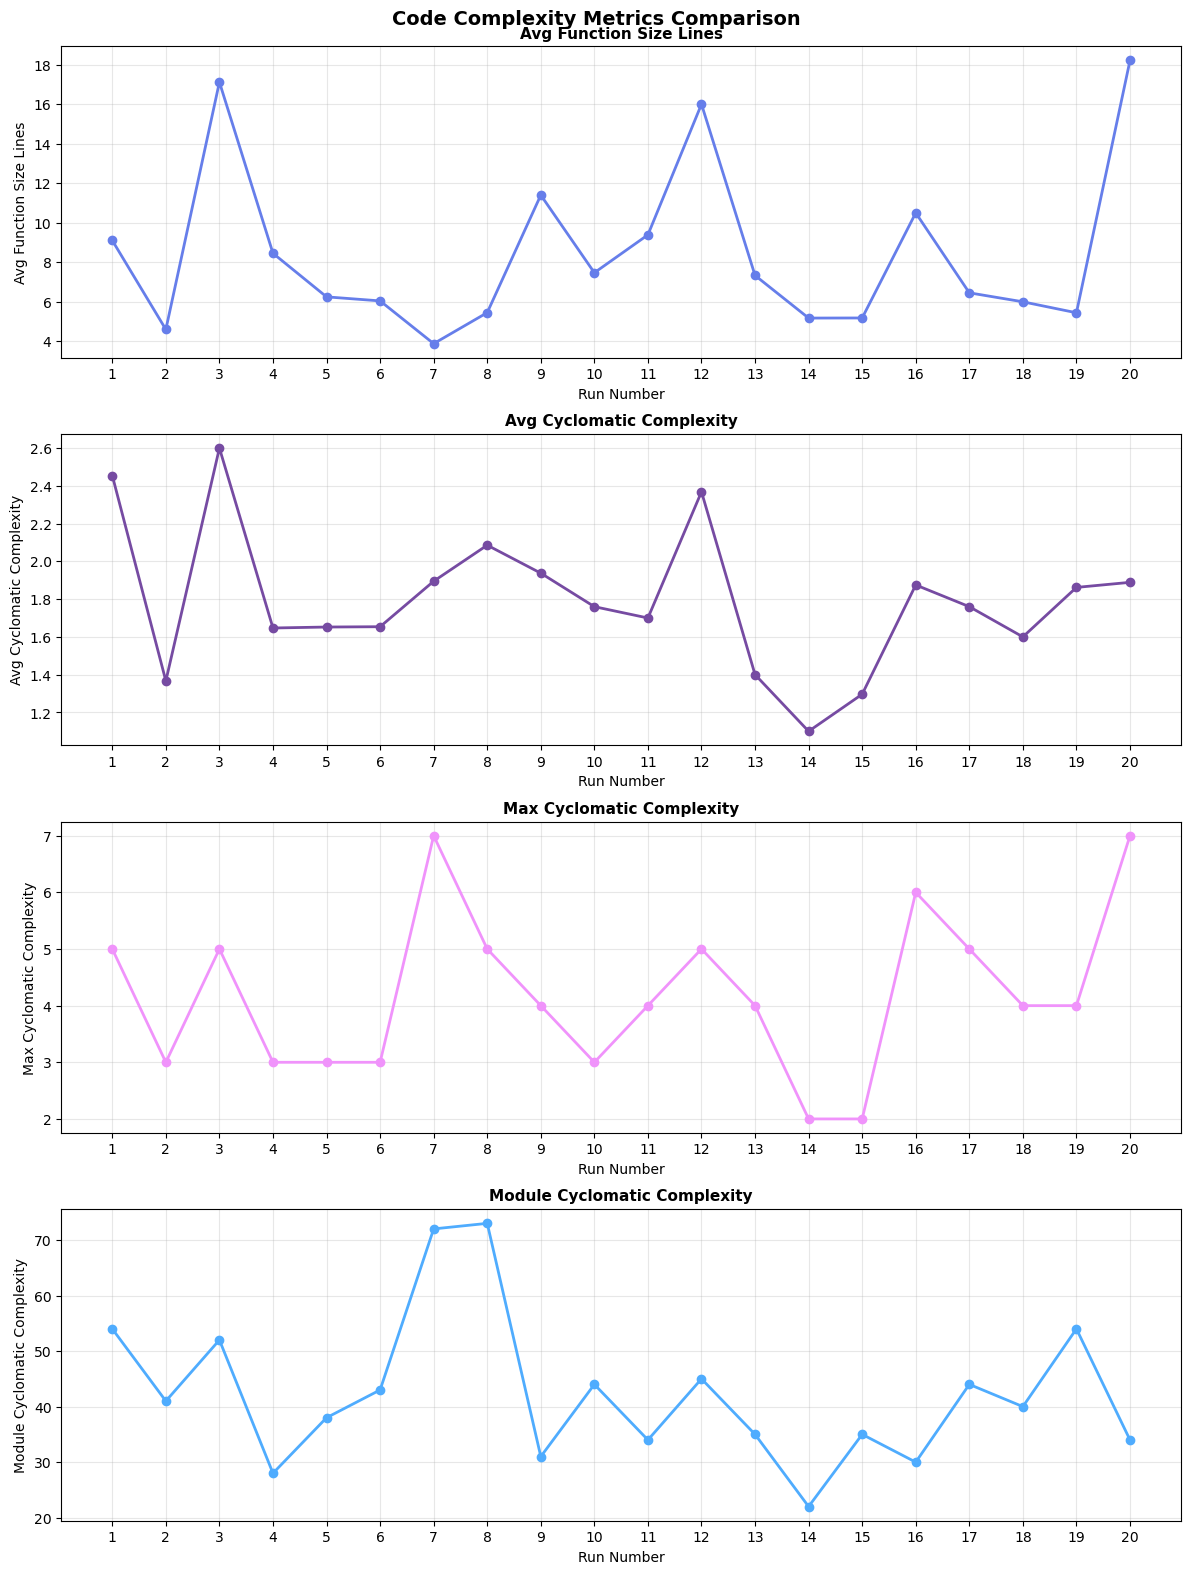 Code Complexity Metrics Comparison
Avg Function Size Lines
Avg Function Size Lines
18
16
14
12
10
8
6
4
1 2 3 4 5 6 7 8 9 10 11 12 13 14 15 16 17 18 19 20
Run Number
Avg Cyclomatic Complexity
Avg Cyclomatic Complexity
2.6
2.4
2.2
2.0
1.8
1.6
1.4
1.2
1 2 3 4 5 6 7 8 9 10 11 12 13 14 15 16 17 18 19 20
Run Number
Max Cyclomatic Complexity
Max Cyclomatic Complexity
7
6
5
4
3
2
1 2 3 4 5 6 7 8 9 10 11 12 13 14 15 16 17 18 19 20
Run Number
Module Cyclomatic Complexity
Module Cyclomatic Complexity
70
60
50
40
30
20
1 2 3 4 5 6 7 8 9 10 11 12 13 14 15 16 17 18 19 20
Run Number